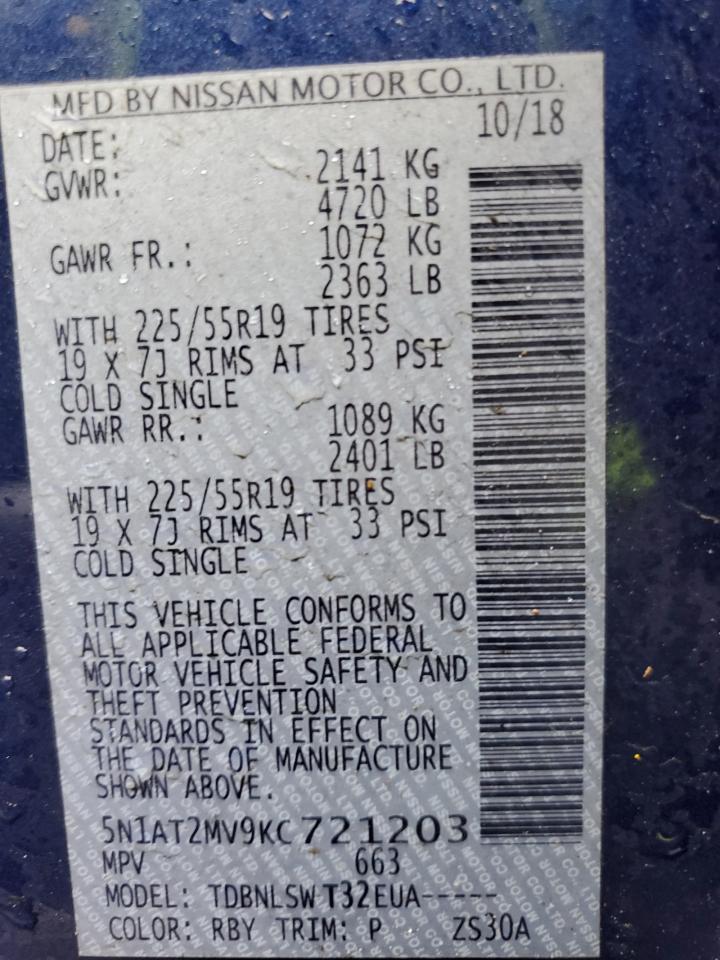 MFD BY NISSAN MOTOR CO., LTD.
DATE: 10/18
GVWR: 2141 KG
4720 LB
GAWR FR.: 1072 KG
2363 LB
WITH 225/55R19 TIRES
19 X 7J RIMS AT 33 PSI
COLD SINGLE
GAWR RR.: 1089 KG
2401 LB
WITH 225/55R19 TIRES
19 X 7J RIMS AT 33 PSI
COLD SINGLE
THIS VEHICLE CONFORMS TO
ALL APPLICABLE FEDERAL
MOTOR VEHICLE SAFETY AND
THEFT PREVENTION
STANDARDS IN EFFECT ON
THE DATE OF MANUFACTURE
SHOWN ABOVE.
5N1AT2MV9KC721203
MPV 663
MODEL: TDBNLSWT32EUA-----
COLOR: RBY TRIM: P ZS30A